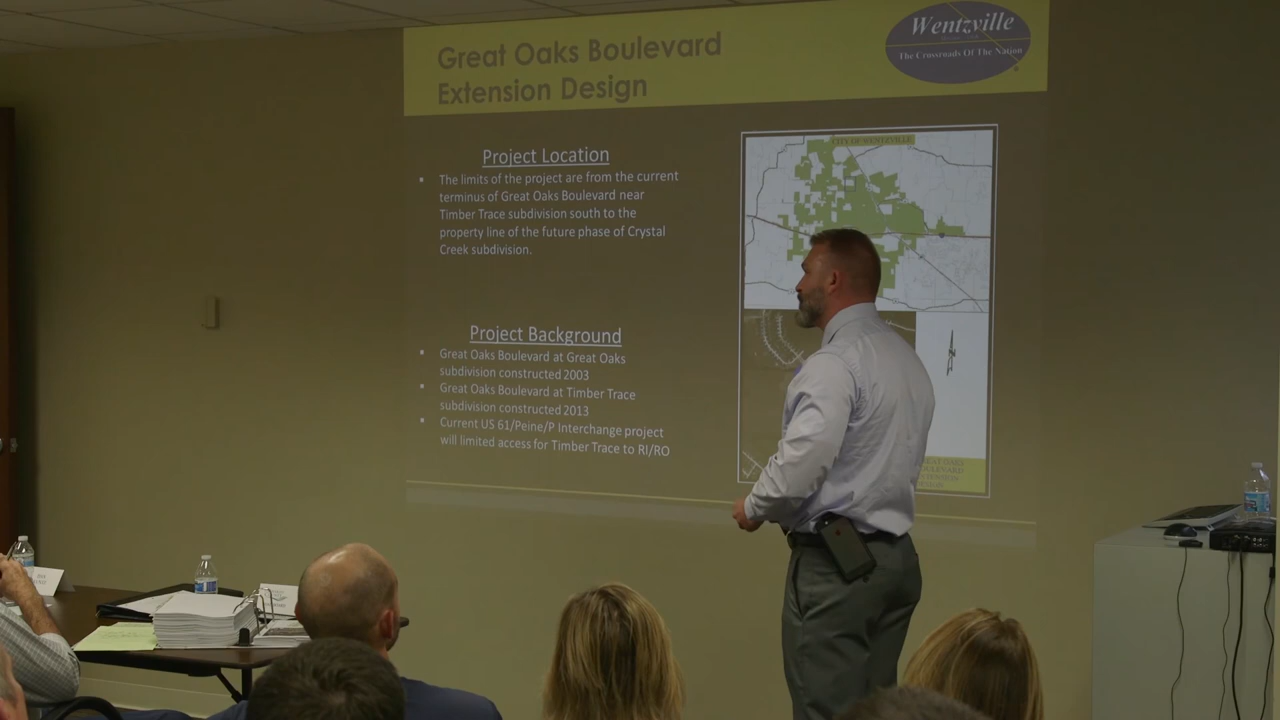 Great Oaks Boulevard
Extension Design
Wentzville
The Crossroads Of The Nation
Project Location
▪ The limits of the project are from the current
terminus of Great Oaks Boulevard near
Timber Trace subdivision south to the
property line of the future phase of Crystal
Creek subdivision.
Project Background
▪ Great Oaks Boulevard at Great Oaks
subdivision constructed 2003
▪ Great Oaks Boulevard at Timber Trace
subdivision constructed 2013
▪ Current US 61/Peine/P Interchange project
will limited access for Timber Trace to RI/RO
CITY OF WENTZVILLE